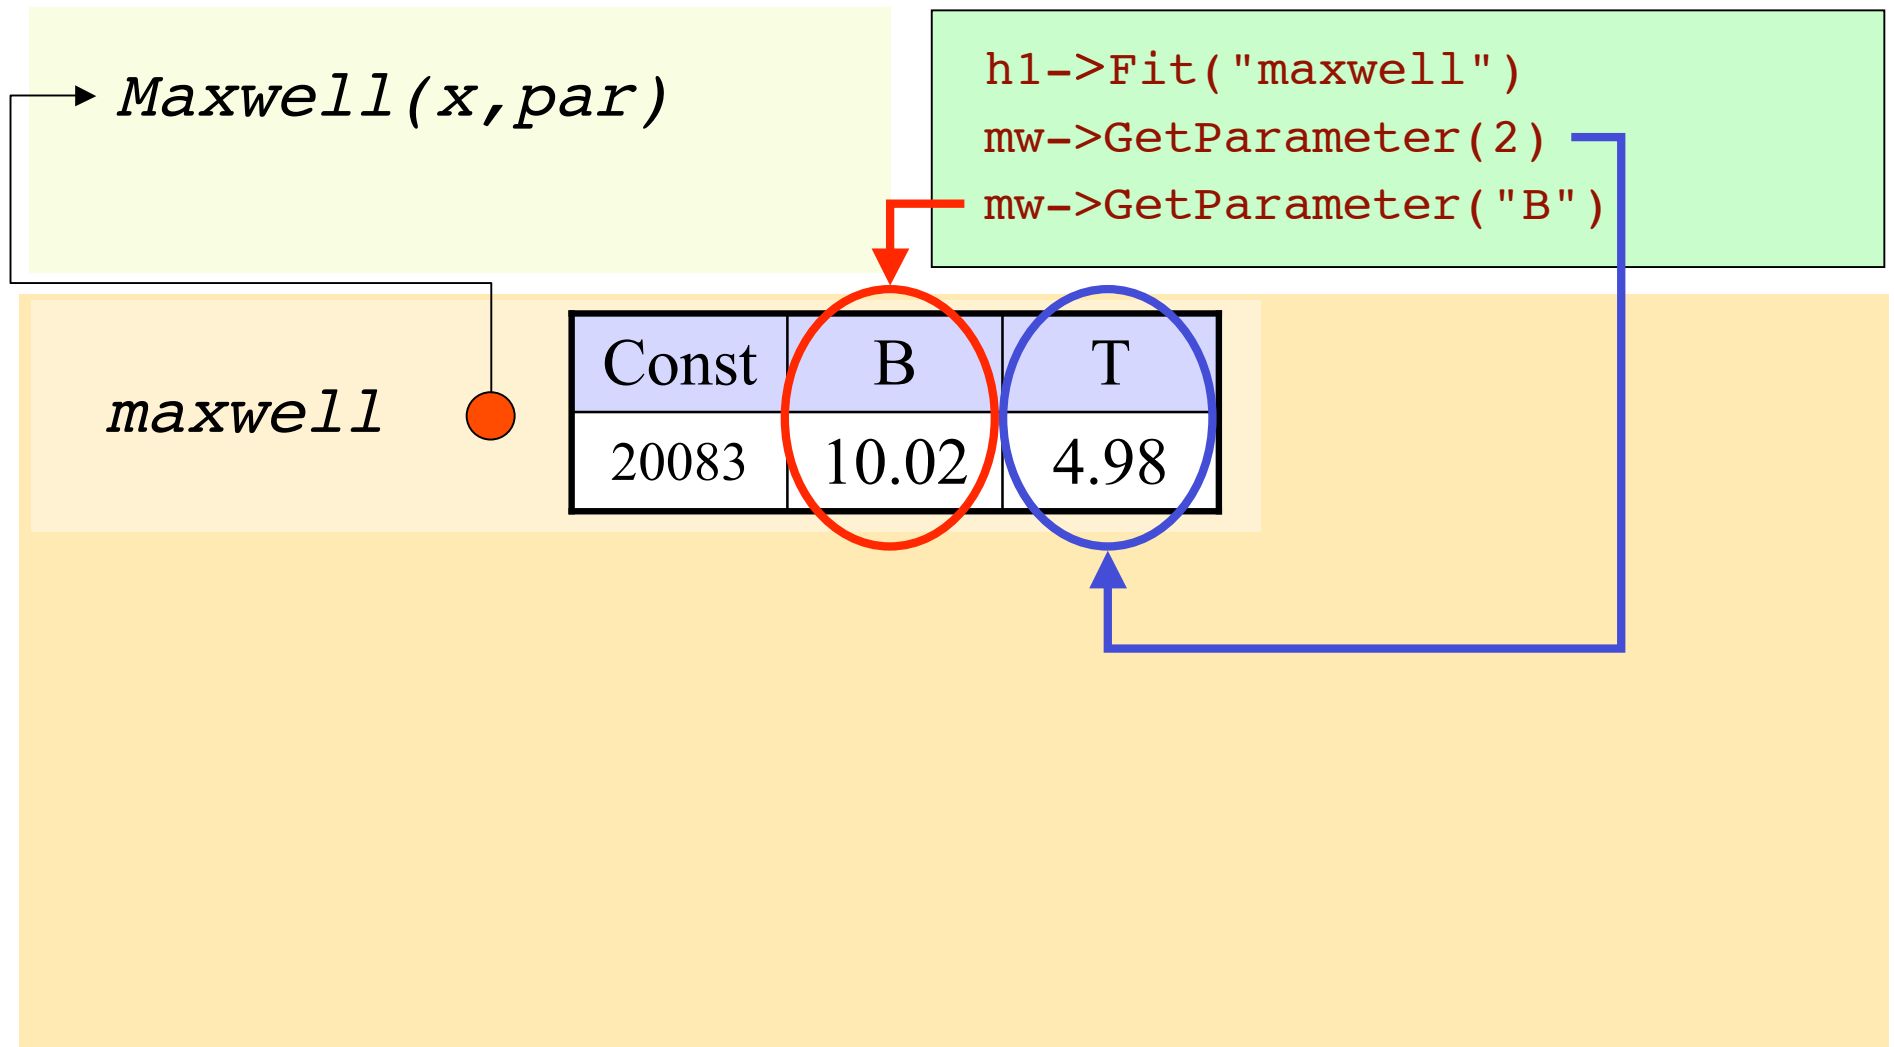 Maxwell(x,par)
h1->Fit("maxwell")
mw->GetParameter(2)
mw->GetParameter("B")
maxwell
Const B T
20083 10.02 4.98